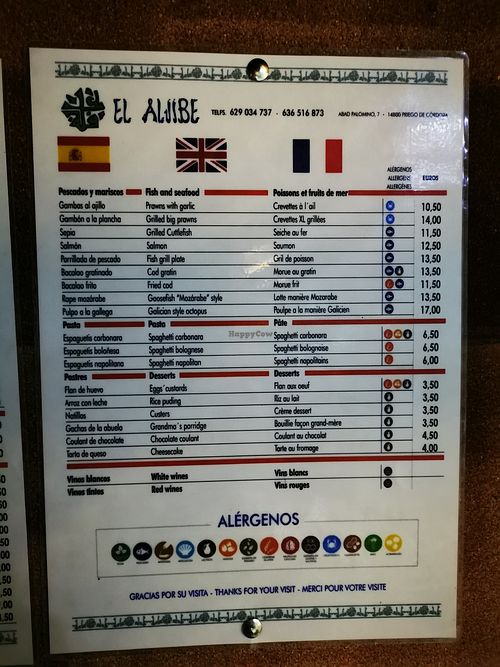 EL ALJIBE TELFS. 629 034 737 - 636 516 873 ABAD PALOMINO, 7 - 14800 PRIEGO DE CÓRDOBA
ALÉRGENOS
ALLERGENS
ALLERGÈNES
EUROS
Pescados y mariscos Fish and seafood Poissons et fruits de mer
Gambas al ajillo Prawns with garlic Crevettes à l´ail 10,50
Gambón a la plancha Grilled big prawns Crevettes XL grillées 14,00
Sepia Grilled Cuttlefish Seiche au fer 11,50
Salmón Salmon Saumon 12,50
Parrillada de pescado Fish grill plate Gril de poisson 13,50
Bacalao gratinado Cod gratin Morue au gratin 13,50
Bacalao frito Fried cod Morue frit 11,50
Rape mozárabe Goosefish "Mozárabe" style Lotte manière Mozarabe 13,50
Pulpo a la gallega Galician style octopus Poulpe a la manière Galicien 17,00
Pasta Pasta Pâte
Espaguetis carbonara Spaghetti carbonara Spaghetti carbonara 6,50
Espaguetis boloñesa Spaghetti bolognese Spaghetti bolognaise 6,50
Espaguetis napolitana Spaghetti napolitan Spaghetti napolitains 6,00
Postres Desserts Desserts
Flan de huevo Eggs´custards Flan aux oeuf 3,50
Arroz con leche Rice puding Riz au lait 3,50
Natillas Custers Crème dessert 3,50
Gachas de la abuela Grandma´s porridge Bouillie façon grand-mère 3,50
Coulant de chocolate Chocolate coulant Coulant au chocolat 4,50
Tarta de queso Cheesecake Tarte au fromage 4,00
Vinos blancos White wines Vins blancs
Vinos tintos Red wines Vins rouges
ALÉRGENOS
GRACIAS POR SU VISITA - THANKS FOR YOUR VISIT - MERCI POUR VOTRE VISITE
HappyCow